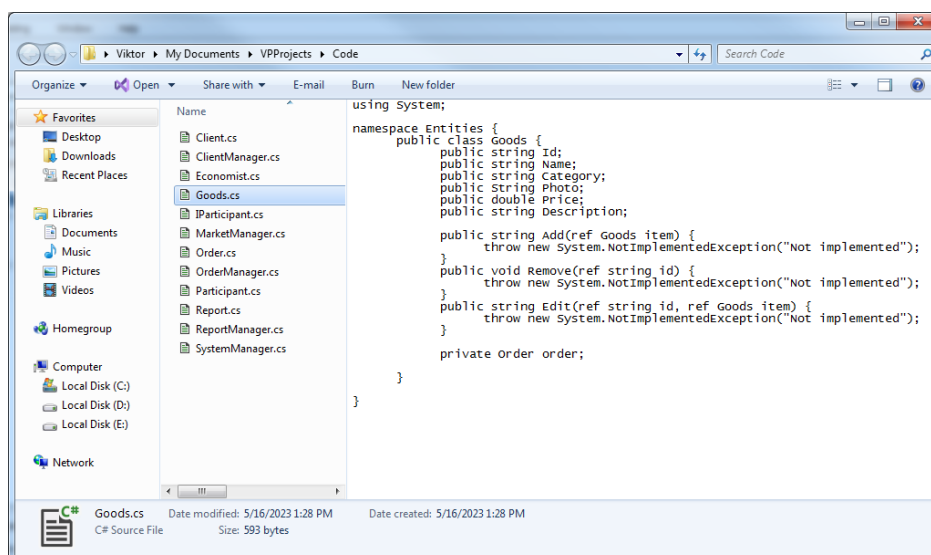 Viktor ▸ My Documents ▸ VPProjects ▸ Code
Search Code
Organize Open Share with E-mail Burn New folder
Favorites
Desktop
Downloads
Recent Places
Libraries
Documents
Music
Pictures
Videos
Homegroup
Computer
Local Disk (C:)
Local Disk (D:)
Local Disk (E:)
Network
Name
Client.cs
ClientManager.cs
Economist.cs
Goods.cs
IParticipant.cs
MarketManager.cs
Order.cs
OrderManager.cs
Participant.cs
Report.cs
ReportManager.cs
SystemManager.cs
using System;
namespace Entities {
public class Goods {
public string Id;
public string Name;
public string Category;
public String Photo;
public double Price;
public string Description;
public string Add(ref Goods item) {
throw new System.NotImplementedException("Not implemented");
}
public void Remove(ref string id) {
throw new System.NotImplementedException("Not implemented");
}
public string Edit(ref string id, ref Goods item) {
throw new System.NotImplementedException("Not implemented");
}
private Order order;
}
}
C#
Goods.cs Date modified: 5/16/2023 1:28 PM Date created: 5/16/2023 1:28 PM
C# Source File Size: 593 bytes